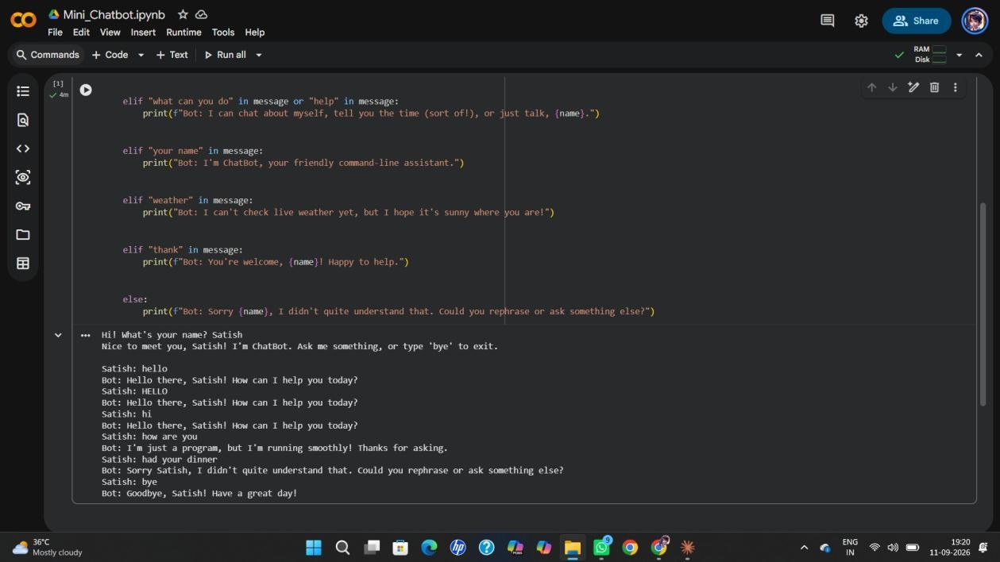 Mini_Chatbot.ipynb
Share
File Edit View Insert Runtime Tools Help
Commands + Code + Text Run all
RAM
Disk
[1]
4m
elif "what can you do" in message or "help" in message:
print(f"Bot: I can chat about myself, tell you the time (sort of!), or just talk, {name}.")
elif "your name" in message:
print("Bot: I'm ChatBot, your friendly command-line assistant.")
elif "weather" in message:
print("Bot: I can't check live weather yet, but I hope it's sunny where you are!")
elif "thank" in message:
print(f"Bot: You're welcome, {name}! Happy to help.")
else:
print(f"Bot: Sorry {name}, I didn't quite understand that. Could you rephrase or ask something else?")
Hi! What's your name? Satish
Nice to meet you, Satish! I'm ChatBot. Ask me something, or type 'bye' to exit.
Satish: hello
Bot: Hello there, Satish! How can I help you today?
Satish: HELLO
Bot: Hello there, Satish! How can I help you today?
Satish: hi
Bot: Hello there, Satish! How can I help you today?
Satish: how are you
Bot: I'm just a program, but I'm running smoothly! Thanks for asking.
Satish: had your dinner
Bot: Sorry Satish, I didn't quite understand that. Could you rephrase or ask something else?
Satish: bye
Bot: Goodbye, Satish! Have a great day!
36°C
Mostly cloudy
hp
9
ENG
IN
19:20
11-09-2026